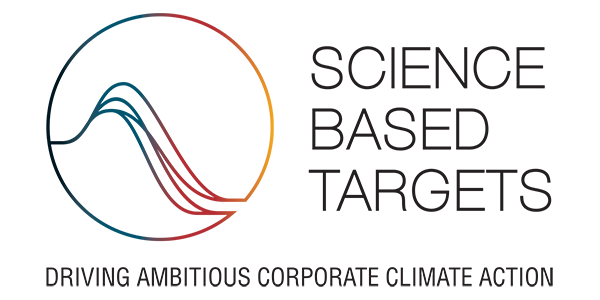 SCIENCE
BASED
TARGETS
DRIVING AMBITIOUS CORPORATE CLIMATE ACTION